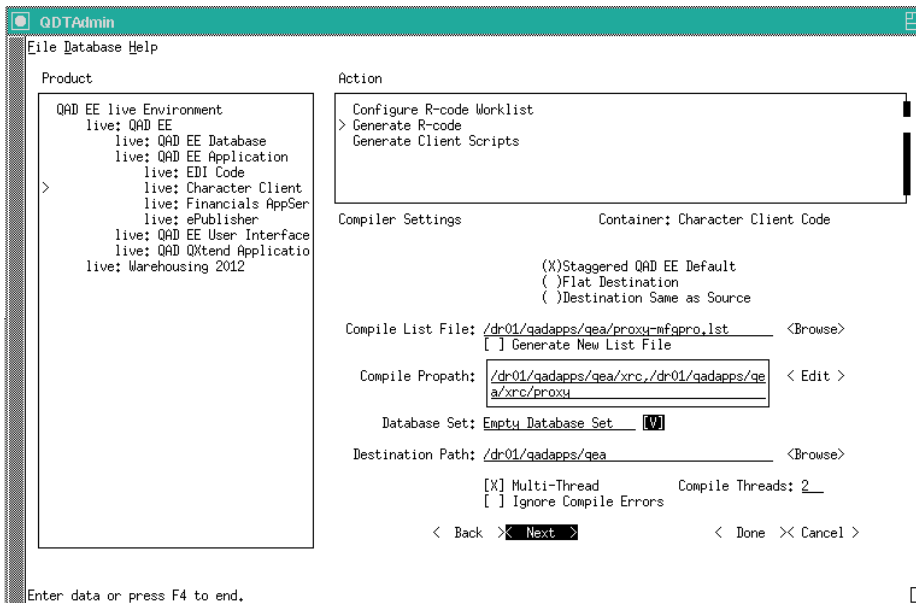 QDTAdmin
File Database Help
Product
QAD EE live Environment
live: QAD EE
live: QAD EE Database
live: QAD EE Application
live: EDI Code
> live: Character Client
live: Financials AppSer
live: ePublisher
live: QAD EE User Interface
live: QAD QXtend Applicatio
live: Warehousing 2012
Action
Configure R-code Worklist
> Generate R-code
Generate Client Scripts
Compiler Settings Container: Character Client Code
(X)Staggered QAD EE Default
( )Flat Destination
( )Destination Same as Source
Compile List File: /dr01/qadapps/qea/proxy-mfgpro.lst <Browse>
[ ] Generate New List File
Compile Propath: /dr01/qadapps/qea/xrc,/dr01/qadapps/qe < Edit >
a/xrc/proxy
Database Set: Empty Database Set [V]
Destination Path: /dr01/qadapps/qea <Browse>
[X] Multi-Thread Compile Threads: 2
[ ] Ignore Compile Errors
< Back >< Next > < Done >< Cancel >
Enter data or press F4 to end.